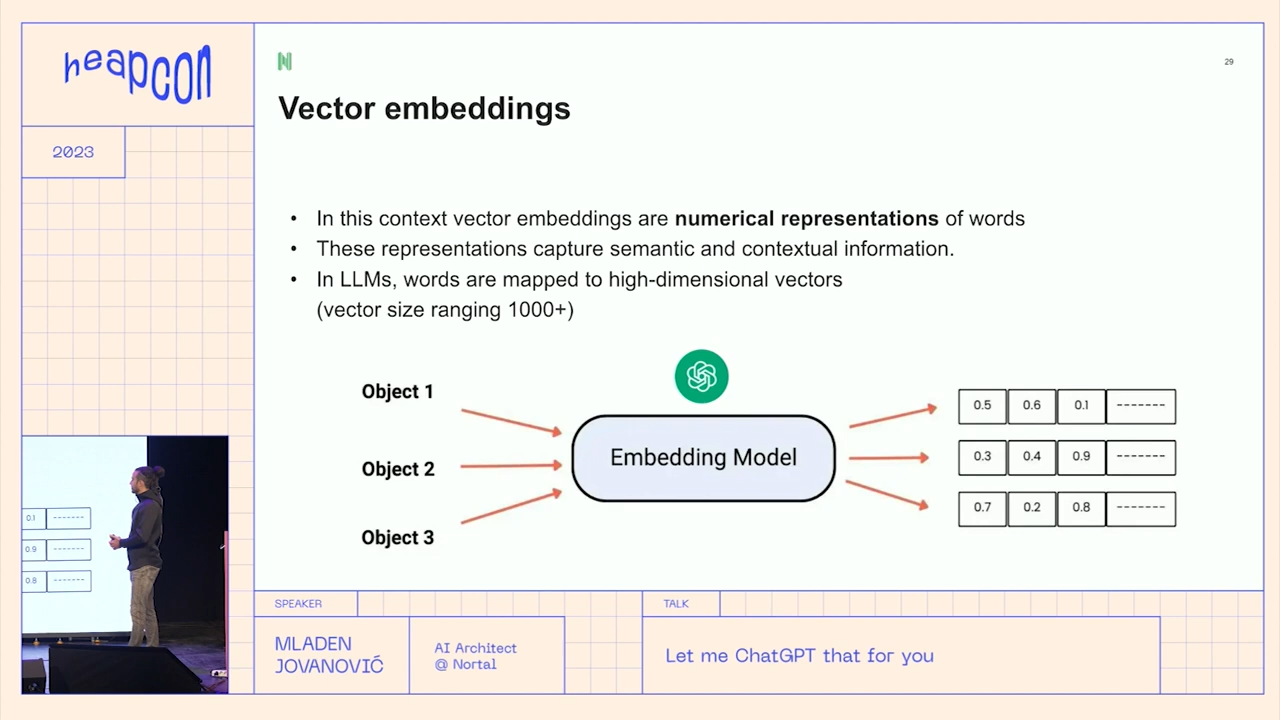 heapcon
2023
29
Vector embeddings
• In this context vector embeddings are numerical representations of words
• These representations capture semantic and contextual information.
• In LLMs, words are mapped to high-dimensional vectors
(vector size ranging 1000+)
Object 1
Object 2
Object 3
Embedding Model
0.5 0.6 0.1 -------
0.3 0.4 0.9 -------
0.7 0.2 0.8 -------
0.1 -------
0.9 -------
0.8 -------
SPEAKER
MLADEN
JOVANOVIĆ
AI Architect
@ Nortal
TALK
Let me ChatGPT that for you